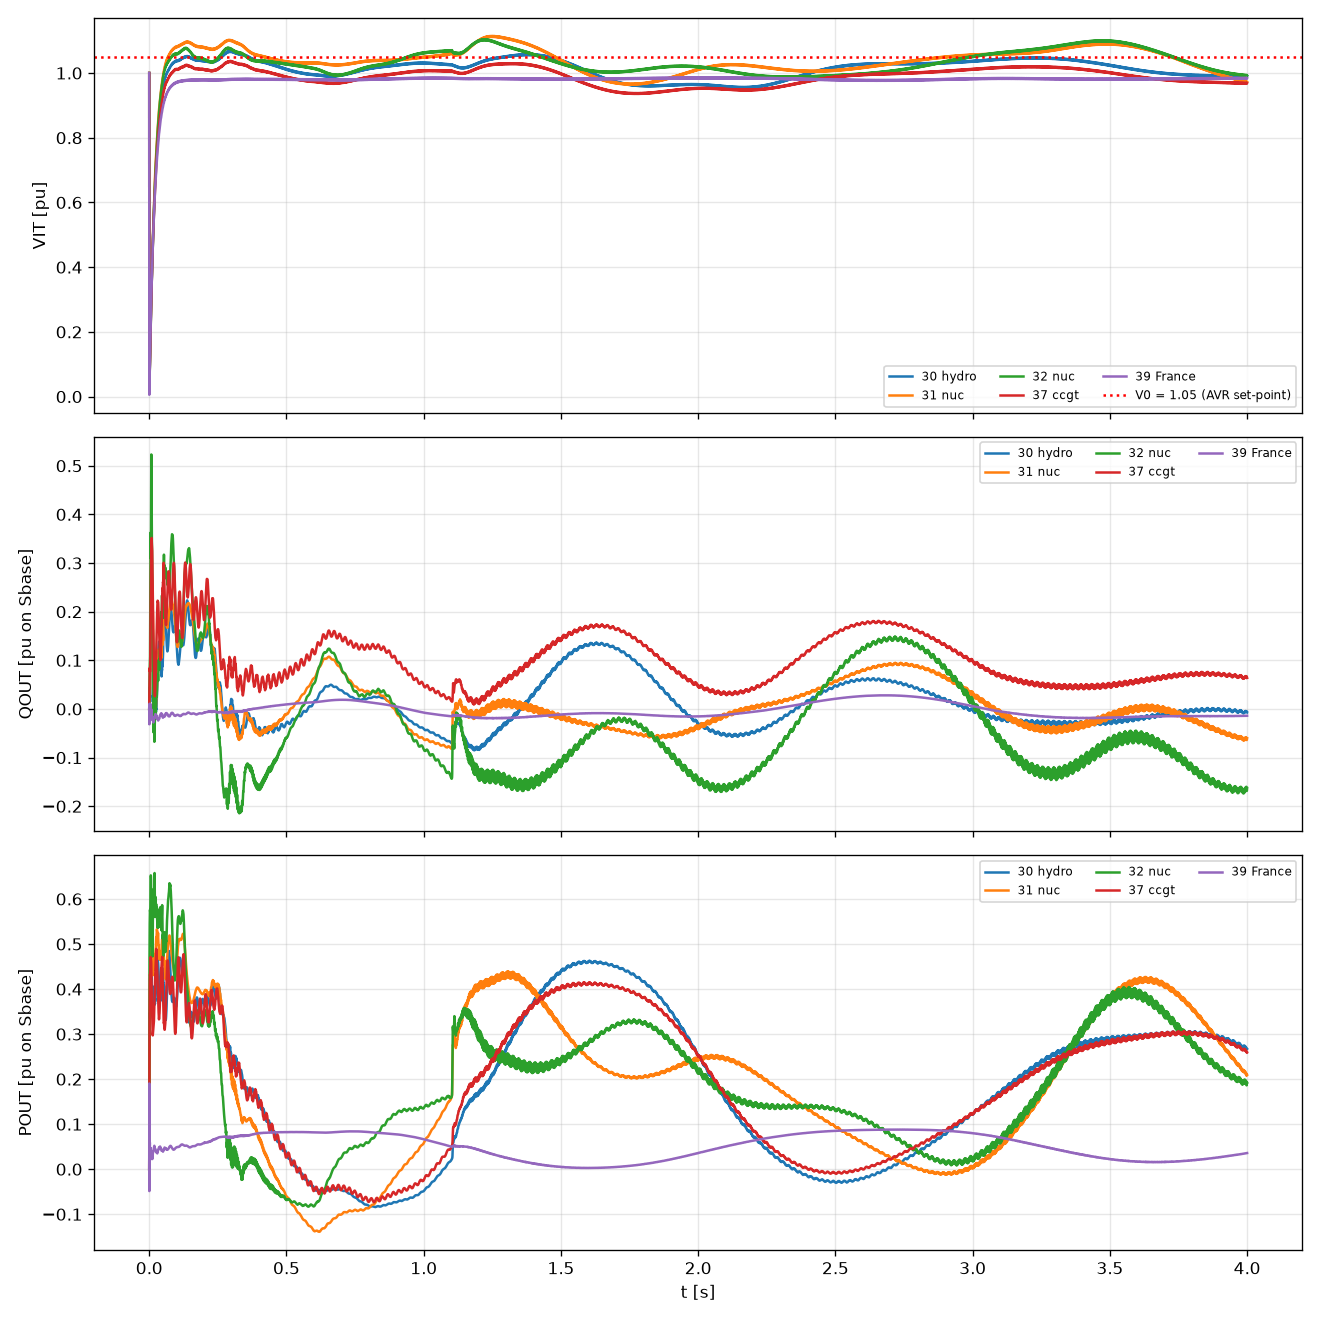 VIT [pu]
1.0
0.8
0.6
0.4
0.2
0.0
30 hydro 32 nuc 39 France
31 nuc 37 ccgt V0 = 1.05 (AVR set-point)
QOUT [pu on Sbase]
0.5
0.4
0.3
0.2
0.1
0.0
−0.1
−0.2
30 hydro 32 nuc 39 France
31 nuc 37 ccgt
POUT [pu on Sbase]
0.6
0.5
0.4
0.3
0.2
0.1
0.0
−0.1
30 hydro 32 nuc 39 France
31 nuc 37 ccgt
0.0 0.5 1.0 1.5 2.0 2.5 3.0 3.5 4.0
t [s]